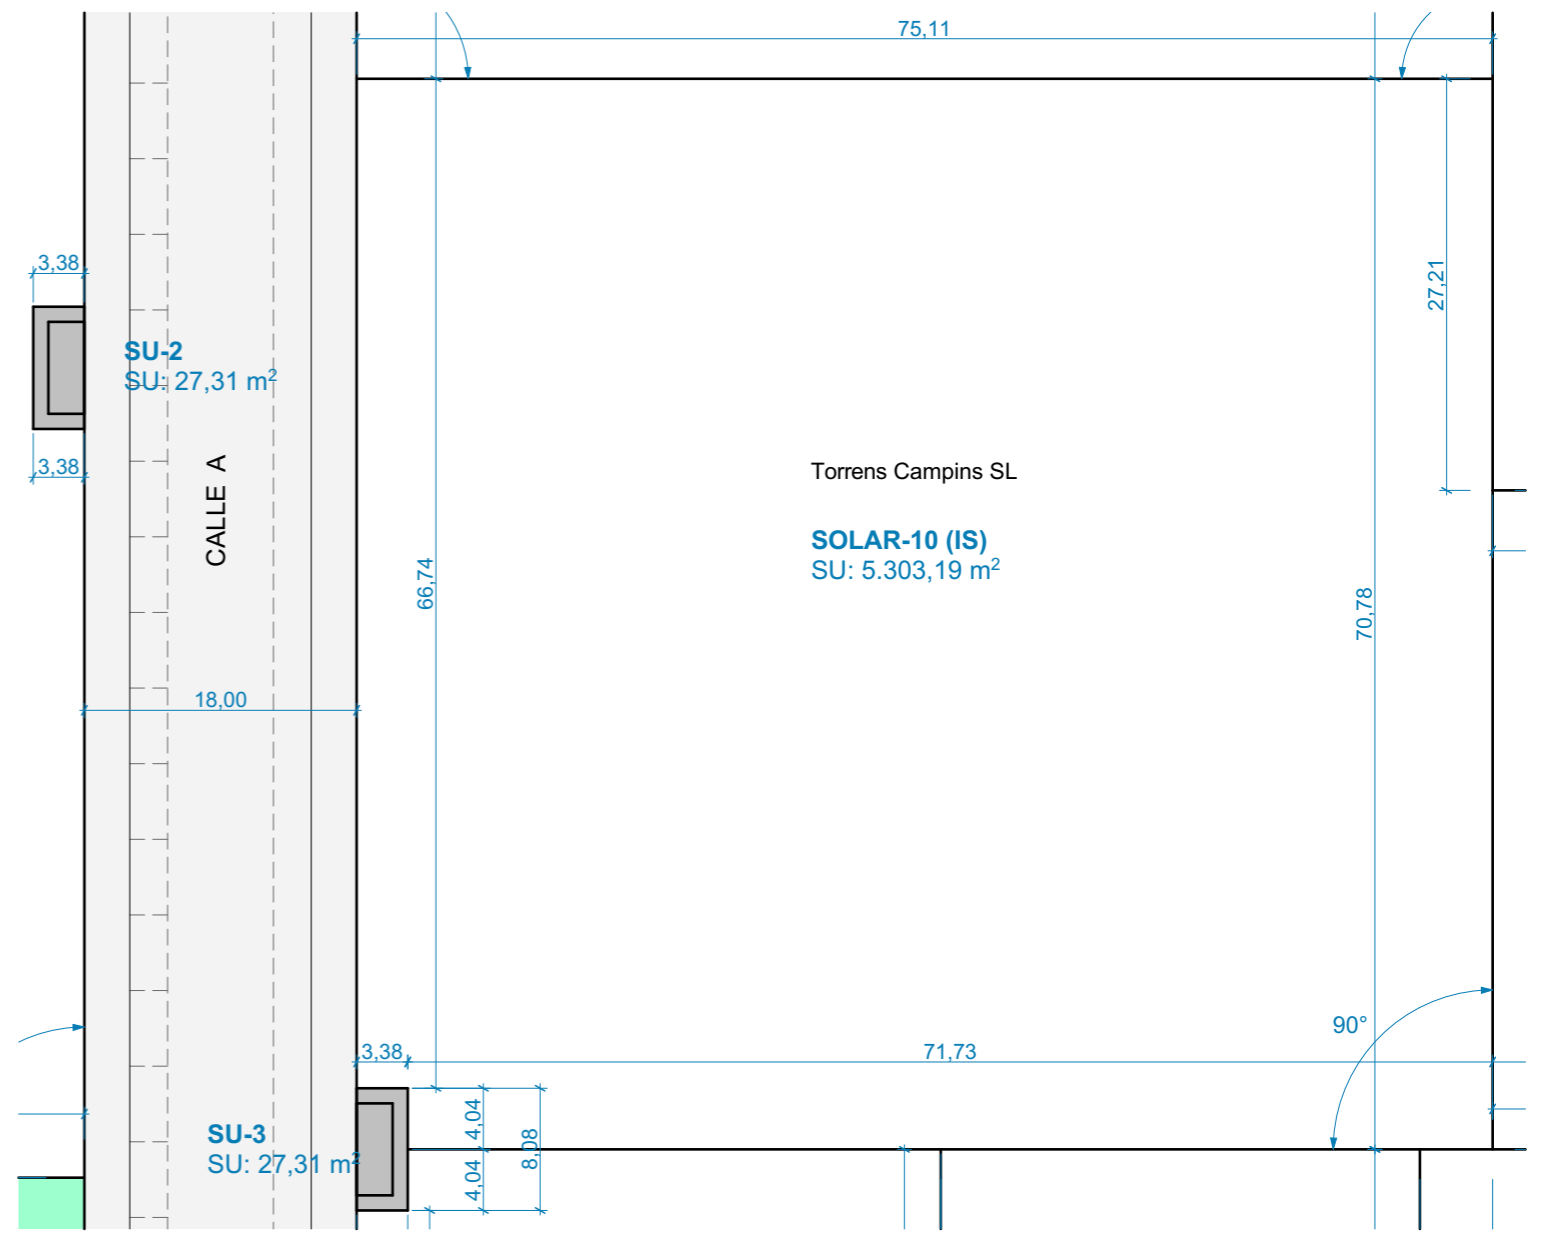 75,11
3,38
27,21
SU-2
SU: 27,31 m²
3,38
CALLE A
Torrens Campins SL
SOLAR-10 (IS)
SU: 5.303,19 m²
66,74
70,78
18,00
90°
3,38
71,73
4,04
8,08
4,04
SU-3
SU: 27,31 m²